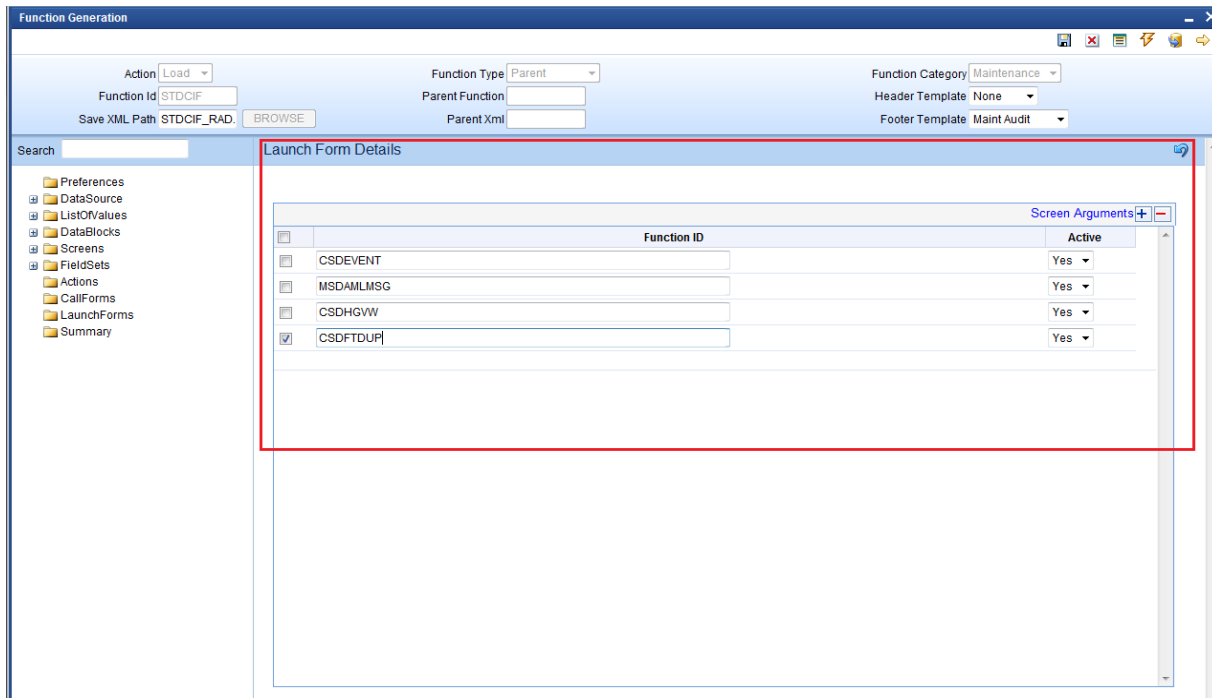 Function Generation
Action Load Function Type Parent Function Category Maintenance
Function Id STDCIF Parent Function Header Template None
Save XML Path STDCIF_RAD. BROWSE Parent Xml Footer Template Maint Audit
Search Launch Form Details
Preferences
DataSource
ListOfValues
DataBlocks
Screens
FieldSets
Actions
CallForms
LaunchForms
Summary
Screen Arguments
Function ID Active
CSDEVENT Yes
MSDAMLMSG Yes
CSDHGVW Yes
CSDFTDUP Yes